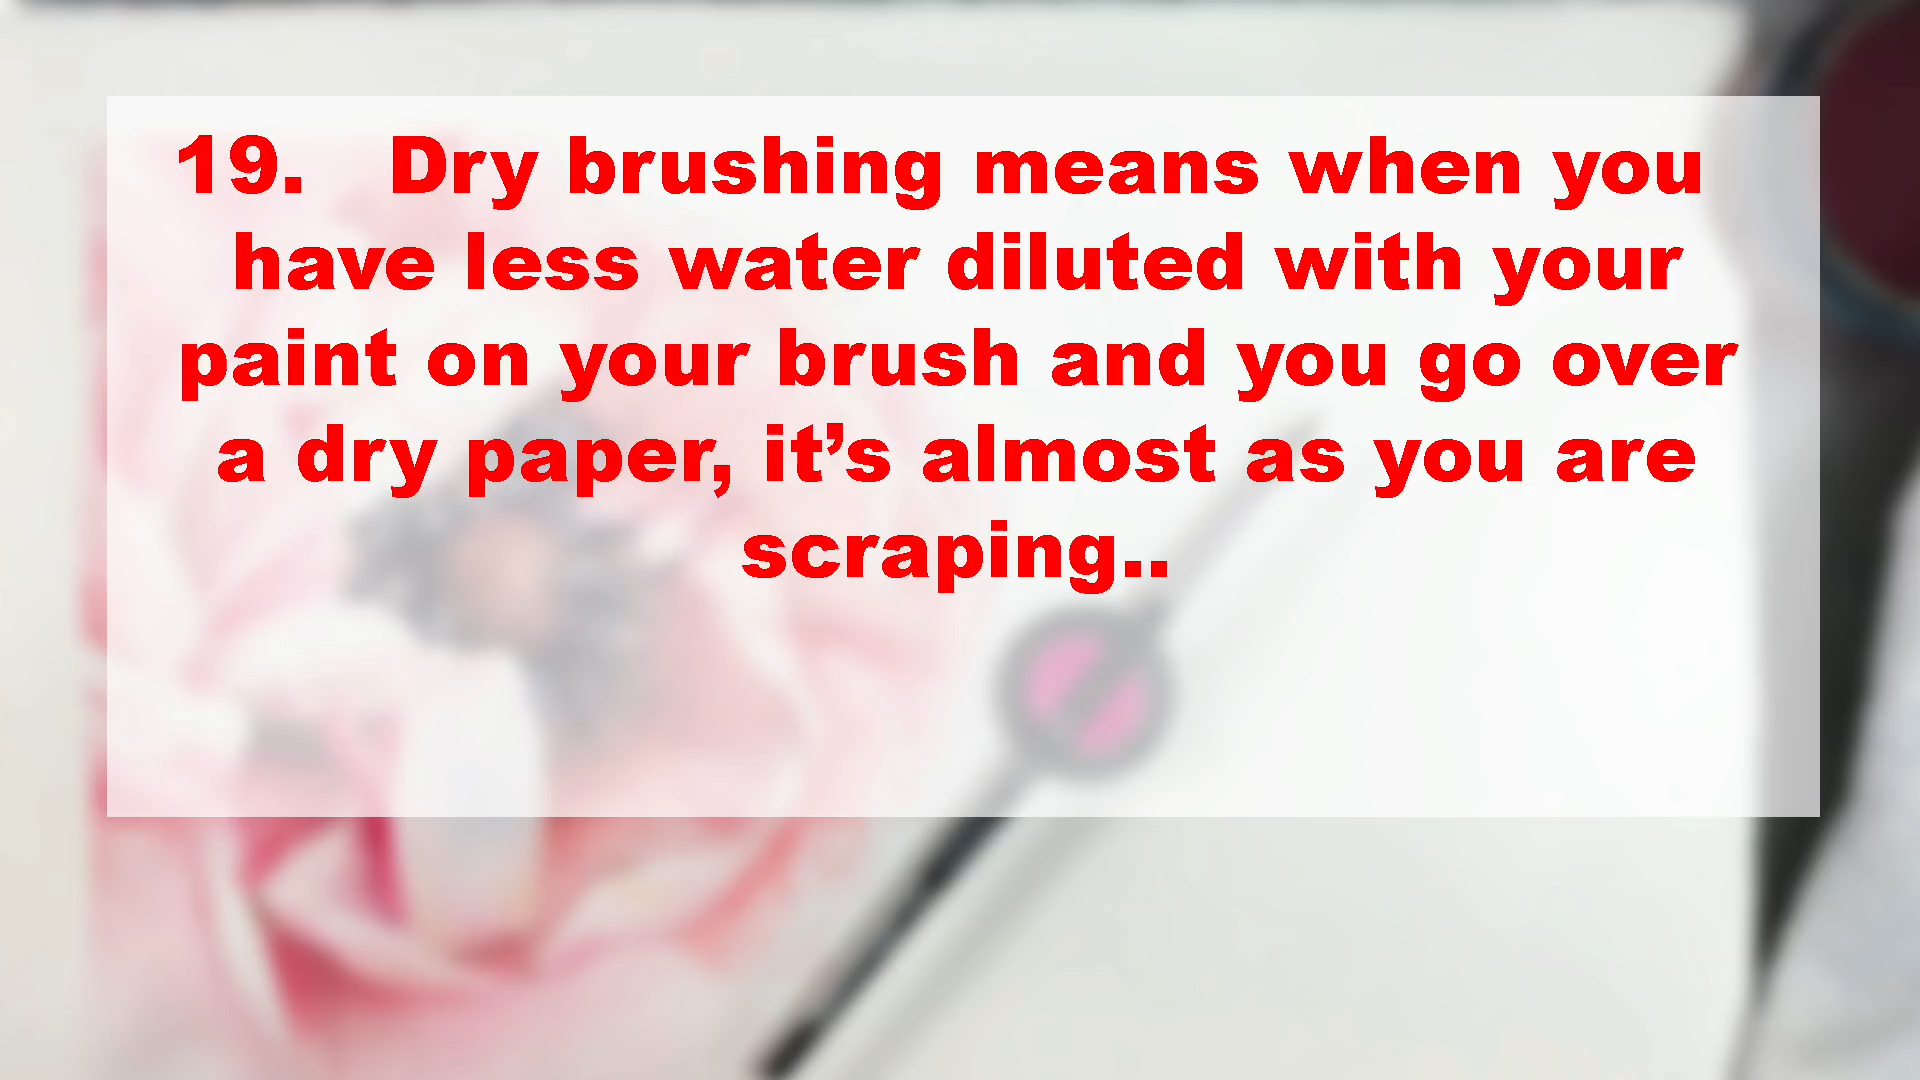 19. Dry brushing means when you
have less water diluted with your
paint on your brush and you go over
a dry paper, it’s almost as you are
scraping..